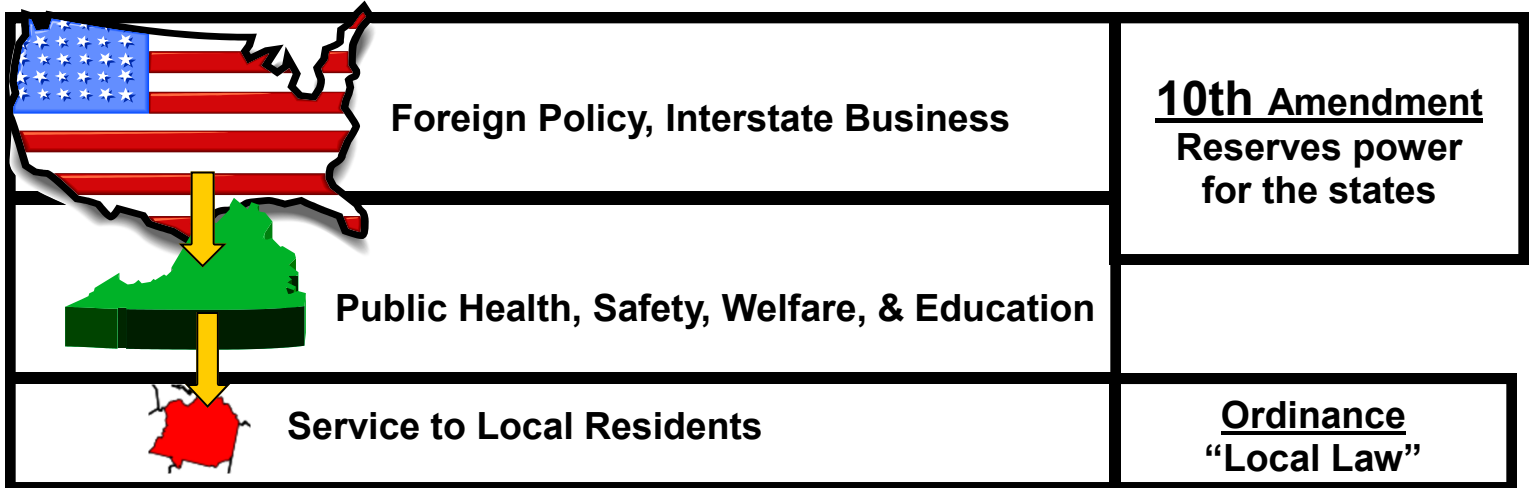 Foreign Policy, Interstate Business
10th Amendment
Reserves power
for the states
Public Health, Safety, Welfare, & Education
Service to Local Residents
Ordinance
“Local Law”